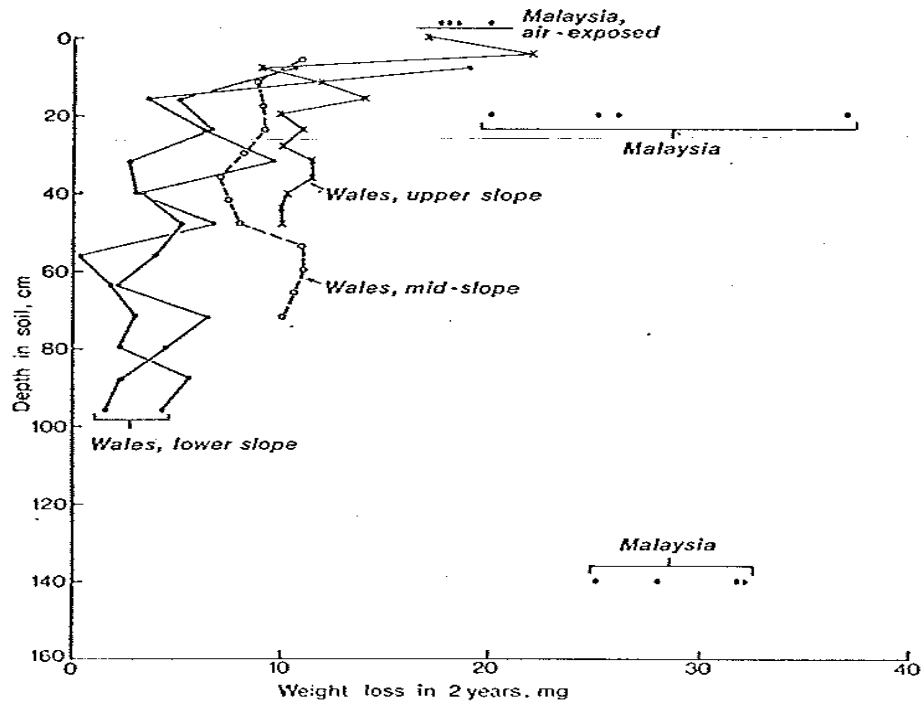 Malaysia,
air-exposed
0
20
Malaysia
40
Wales, upper slope
60
Wales, mid-slope
80
Depth in soil, cm
100
Wales, lower slope
120
Malaysia
140
160
0
10
20
30
40
Weight loss in 2 years. mg